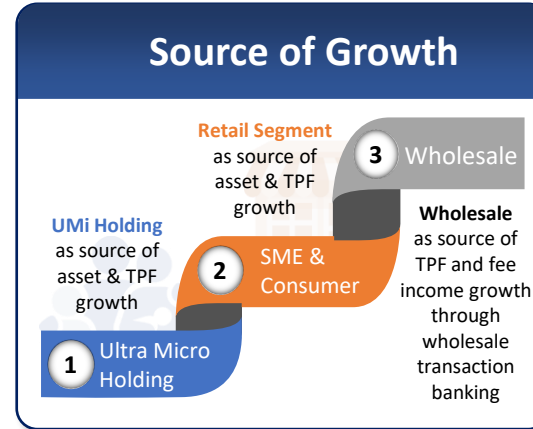 Source of Growth
UMi Holding
as source of
asset & TPF
growth
1
Ultra Micro
Holding
Retail Segment
as source of
asset & TPF
growth
2
SME &
Consumer
3
Wholesale
Wholesale
as source of
TPF and fee
income growth
through
wholesale
transaction
banking